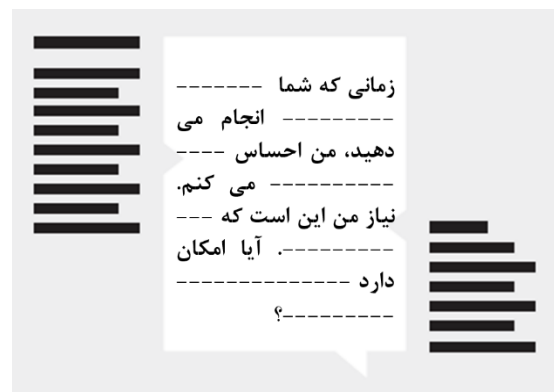 زمانی که شما -------
--------- انجام می
دهید، من احساس ----
---------- می کنم.
نیاز من این است که ---
---------. آیا امکان
دارد --------------
---------؟